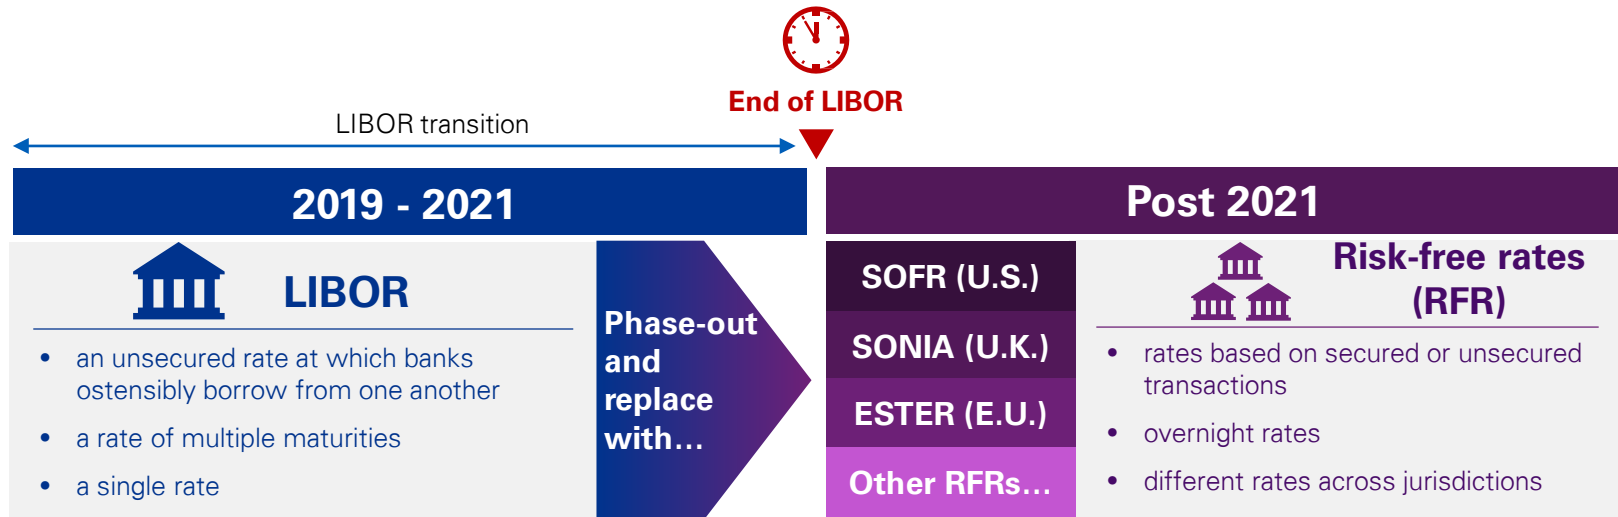 End of LIBOR
LIBOR transition
2019 - 2021
Post 2021
LIBOR
• an unsecured rate at which banks
ostensibly borrow from one another
• a rate of multiple maturities
• a single rate
Phase-out
and
replace
with…
SOFR (U.S.)
SONIA (U.K.)
ESTER (E.U.)
Other RFRs…
Risk-free rates
(RFR)
• rates based on secured or unsecured
transactions
• overnight rates
• different rates across jurisdictions